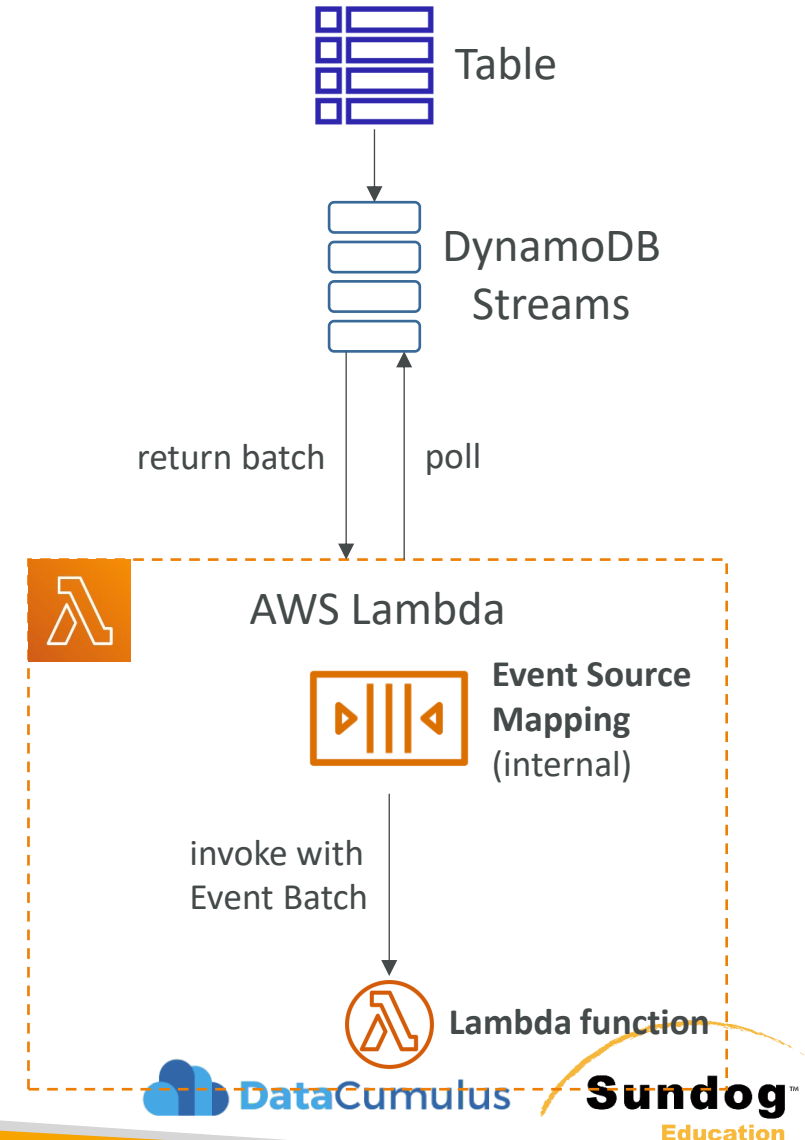 Table
DynamoDB
Streams
return batch
poll
AWS Lambda
Event Source
Mapping
(internal)
invoke with
Event Batch
Lambda function
DataCumulus
Sundog™
Education